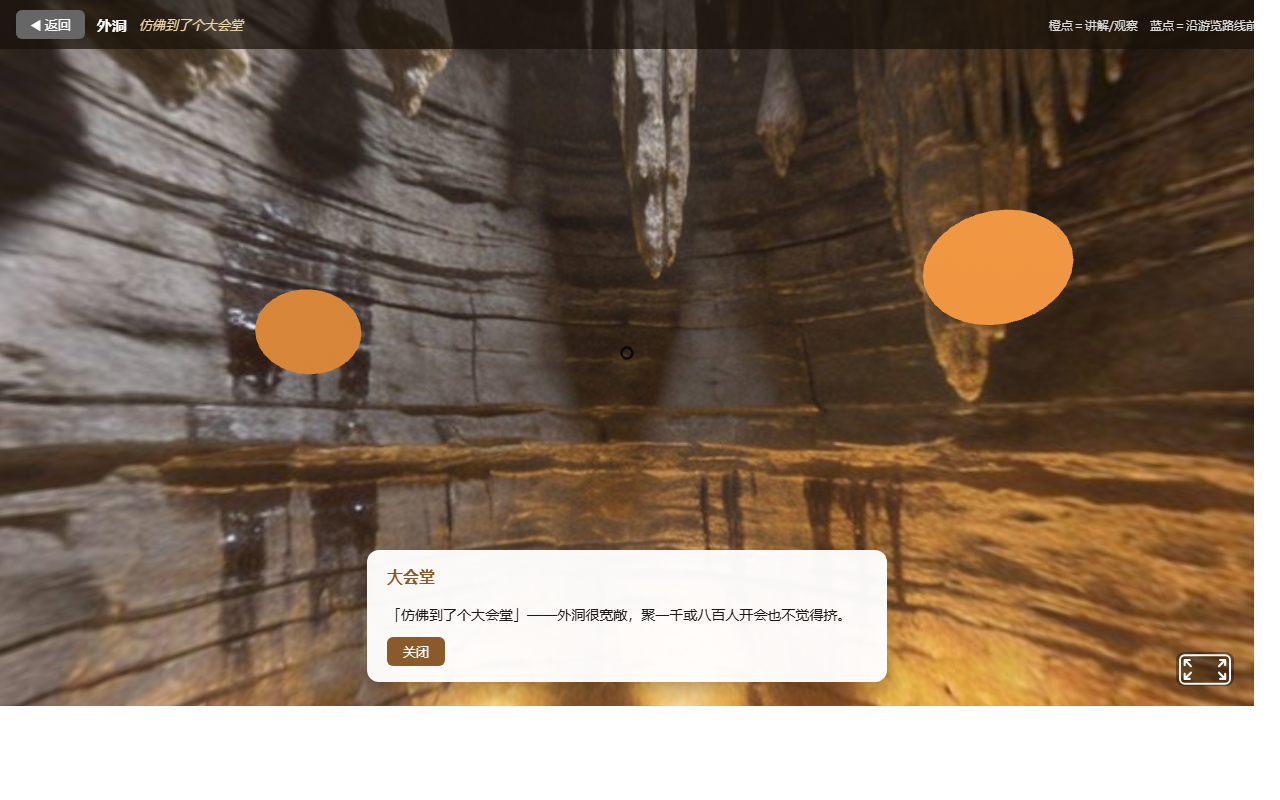 ◀ 返回 外洞 仿佛到了个大会堂 橙点=讲解/观察 蓝点=沿游览路线前
大会堂
「仿佛到了个大会堂」——外洞很宽敞，聚一千或八百人开会也不觉得挤。
关闭